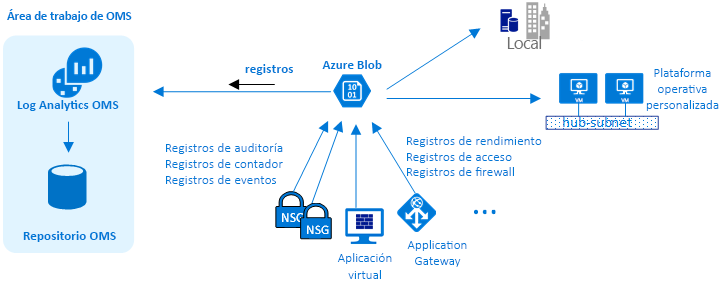 Área de trabajo de OMS
Log Analytics OMS
Repositorio OMS
registros
Azure Blob
10
01
Local
VM
VM
Plataforma
operativa
personalizada
hub-subnet
Registros de auditoría
Registros de contador
Registros de eventos
Registros de rendimiento
Registros de acceso
Registros de firewall
NSG
NSG
Aplicación
virtual
Application
Gateway
...